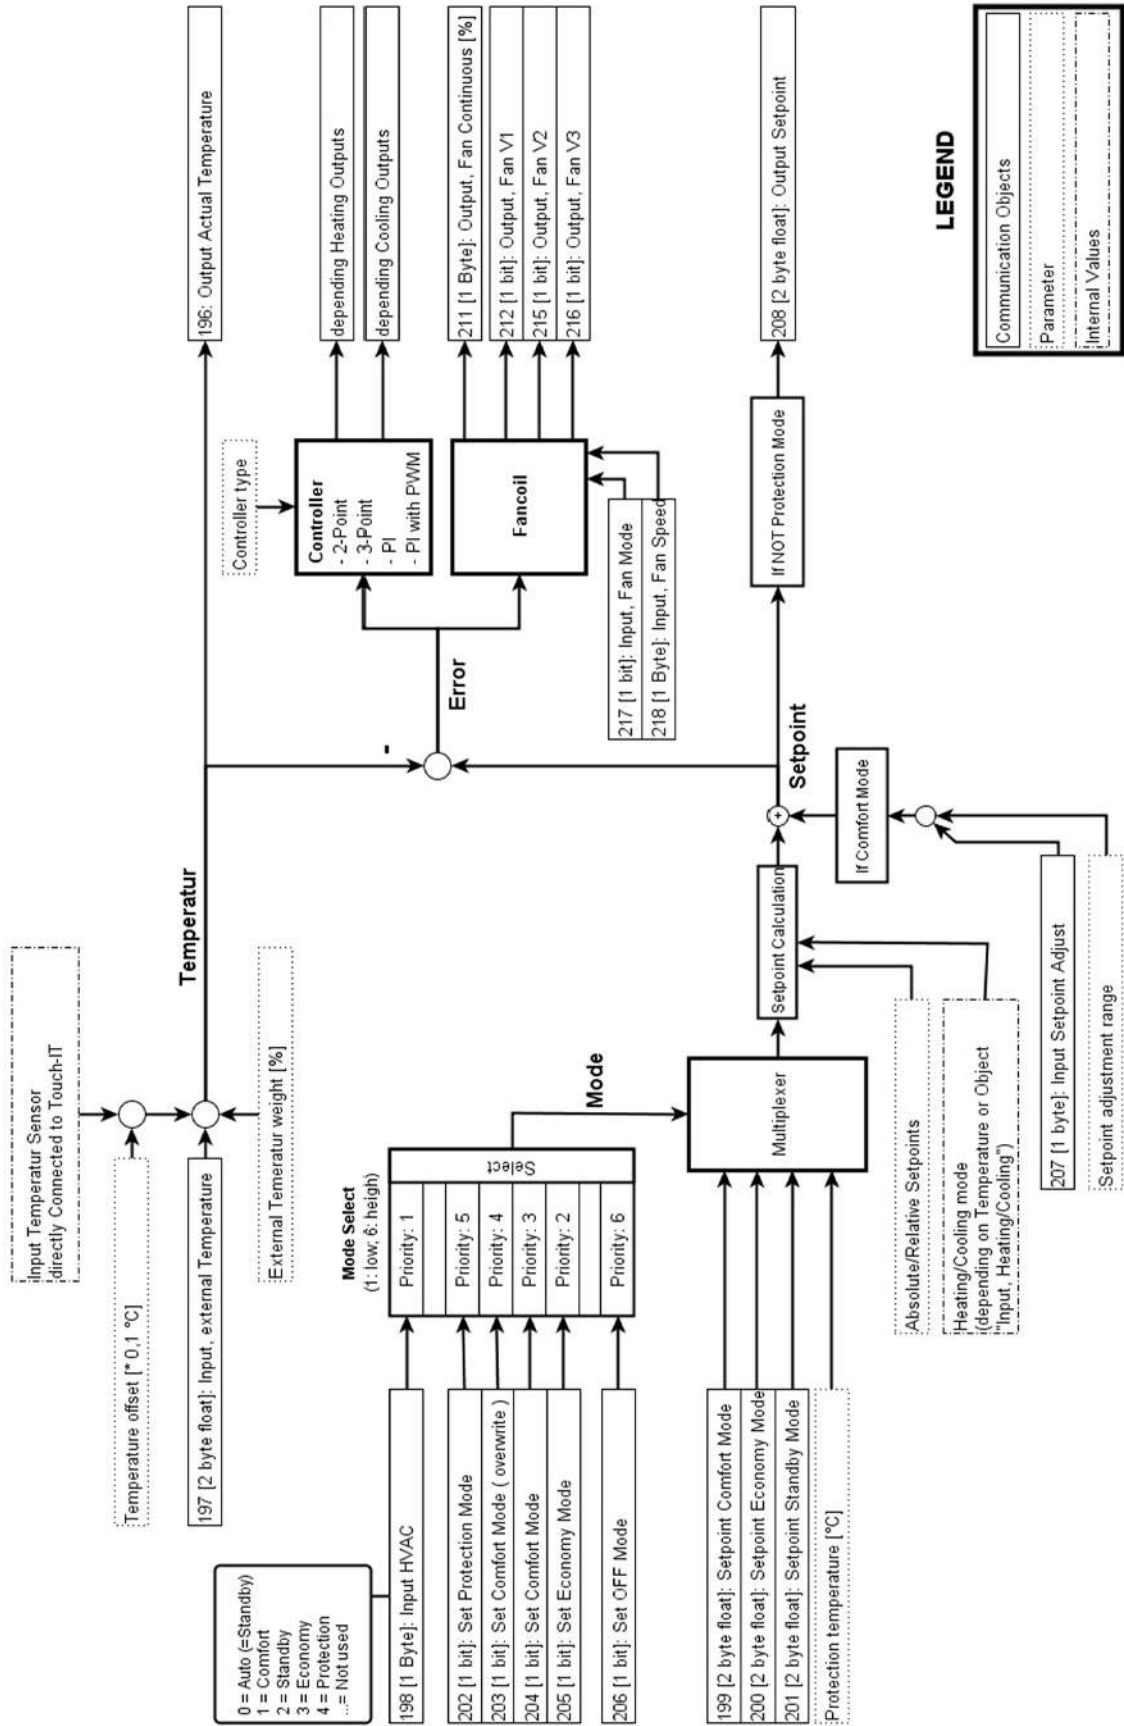 Input Temperatur Sensor
directly Connected to Touch-IT
Temperature offset [* 0,1 °C]
197 [2 byte float]: Input, external Temperature
External Temeratur weight [%]
Temperatur
196: Output Actual Temperature
0 = Auto (=Standby)
1 = Comfort
2 = Standby
3 = Economy
4 = Protection
...= Not used
198 [1 Byte]: Input HVAC
202 [1 bit]: Set Protection Mode
203 [1 bit]: Set Comfort Mode ( overwrite )
204 [1 bit]: Set Comfort Mode
205 [1 bit]: Set Economy Mode
206 [1 bit]: Set OFF Mode
Mode Select
(1: low; 6: heigh)
Priority: 1
Priority: 5
Priority: 4
Priority: 3
Priority: 2
Priority: 6
Select
Mode
Controller type
Controller
- 2-Point
- 3-Point
- PI
- PI with PWM
depending Heating Outputs
depending Cooling Outputs
-
Error
Fancoil
211 [1 Byte]: Output, Fan Continuous [%]
212 [1 bit]: Output, Fan V1
215 [1 bit]: Output, Fan V2
216 [1 bit]: Output, Fan V3
217 [1 bit]: Input, Fan Mode
218 [1 Byte]: Input, Fan Speed
199 [2 byte float]: Setpoint Comfort Mode
200 [2 byte float]: Setpoint Economy Mode
201 [2 byte float]: Setpoint Standby Mode
Protection temperature [°C]
Multiplexer
Setpoint Calculation
+
Setpoint
If NOT Protection Mode
208 [2 byte float]: Output Setpoint
If Comfort Mode
Absolute/Relative Setpoints
Heating/Cooling mode
(depending on Temperature or Object
"Input, Heating/Cooling")
207 [1 byte]: Input Setpoint Adjust
Setpoint adjustment range
LEGEND
Communication Objects
Parameter
Internal Values